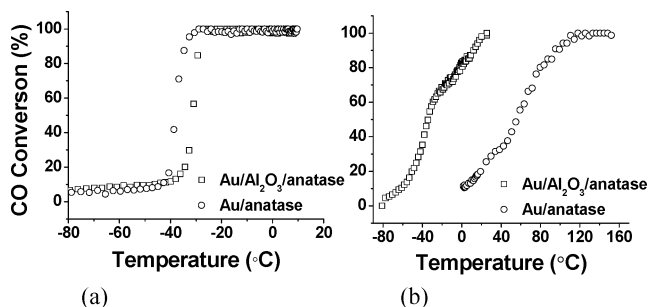 CO Converson (%)
100
80
60
40
20
0
Au/Al₂O₃/anatase
Au/anatase
-80 -60 -40 -20 0 20
Temperature (°C)
(a)
100
80
60
40
20
0
Au/Al₂O₃/anatase
Au/anatase
-80 -40 0 40 80 120 160
Temperature (°C)
(b)